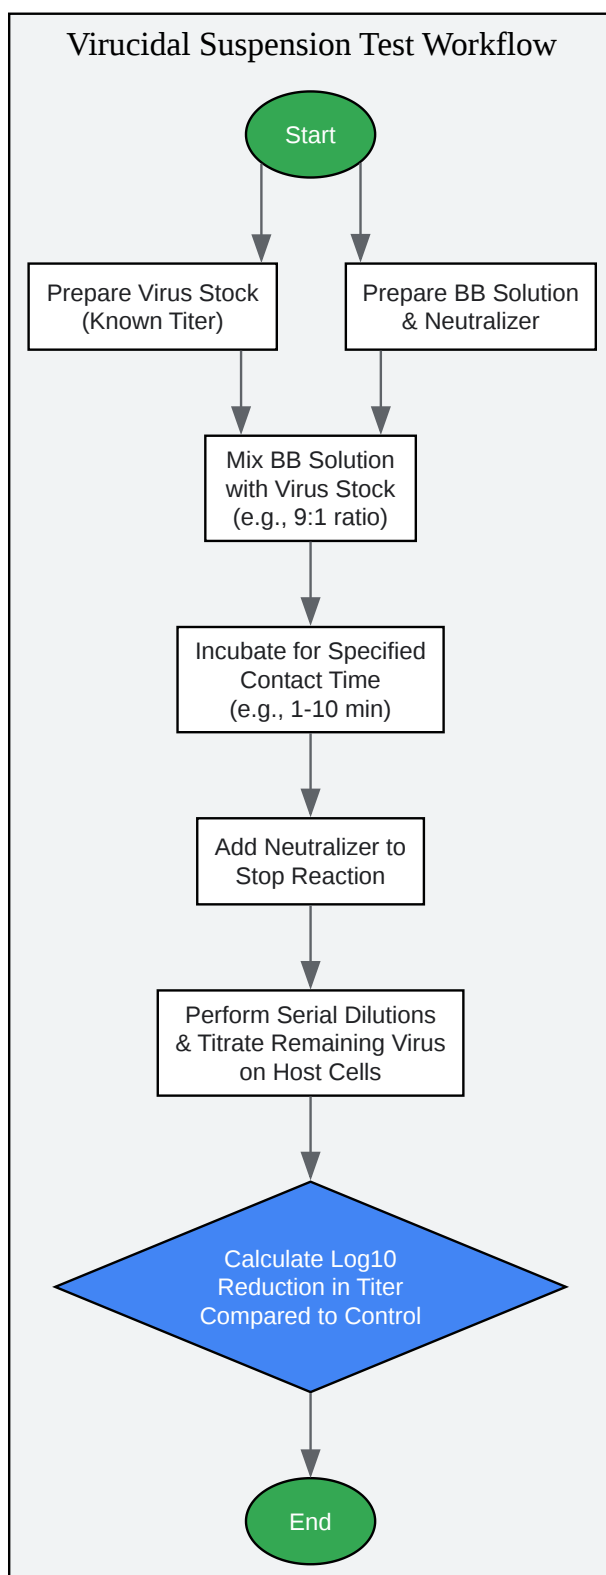 Virucidal Suspension Test Workflow
Start
Prepare Virus Stock
(Known Titer)
Prepare BB Solution
& Neutralizer
Mix BB Solution
with Virus Stock
(e.g., 9:1 ratio)
Incubate for Specified
Contact Time
(e.g., 1-10 min)
Add Neutralizer to
Stop Reaction
Perform Serial Dilutions
& Titrate Remaining Virus
on Host Cells
Calculate Log10
Reduction in Titer
Compared to Control
End